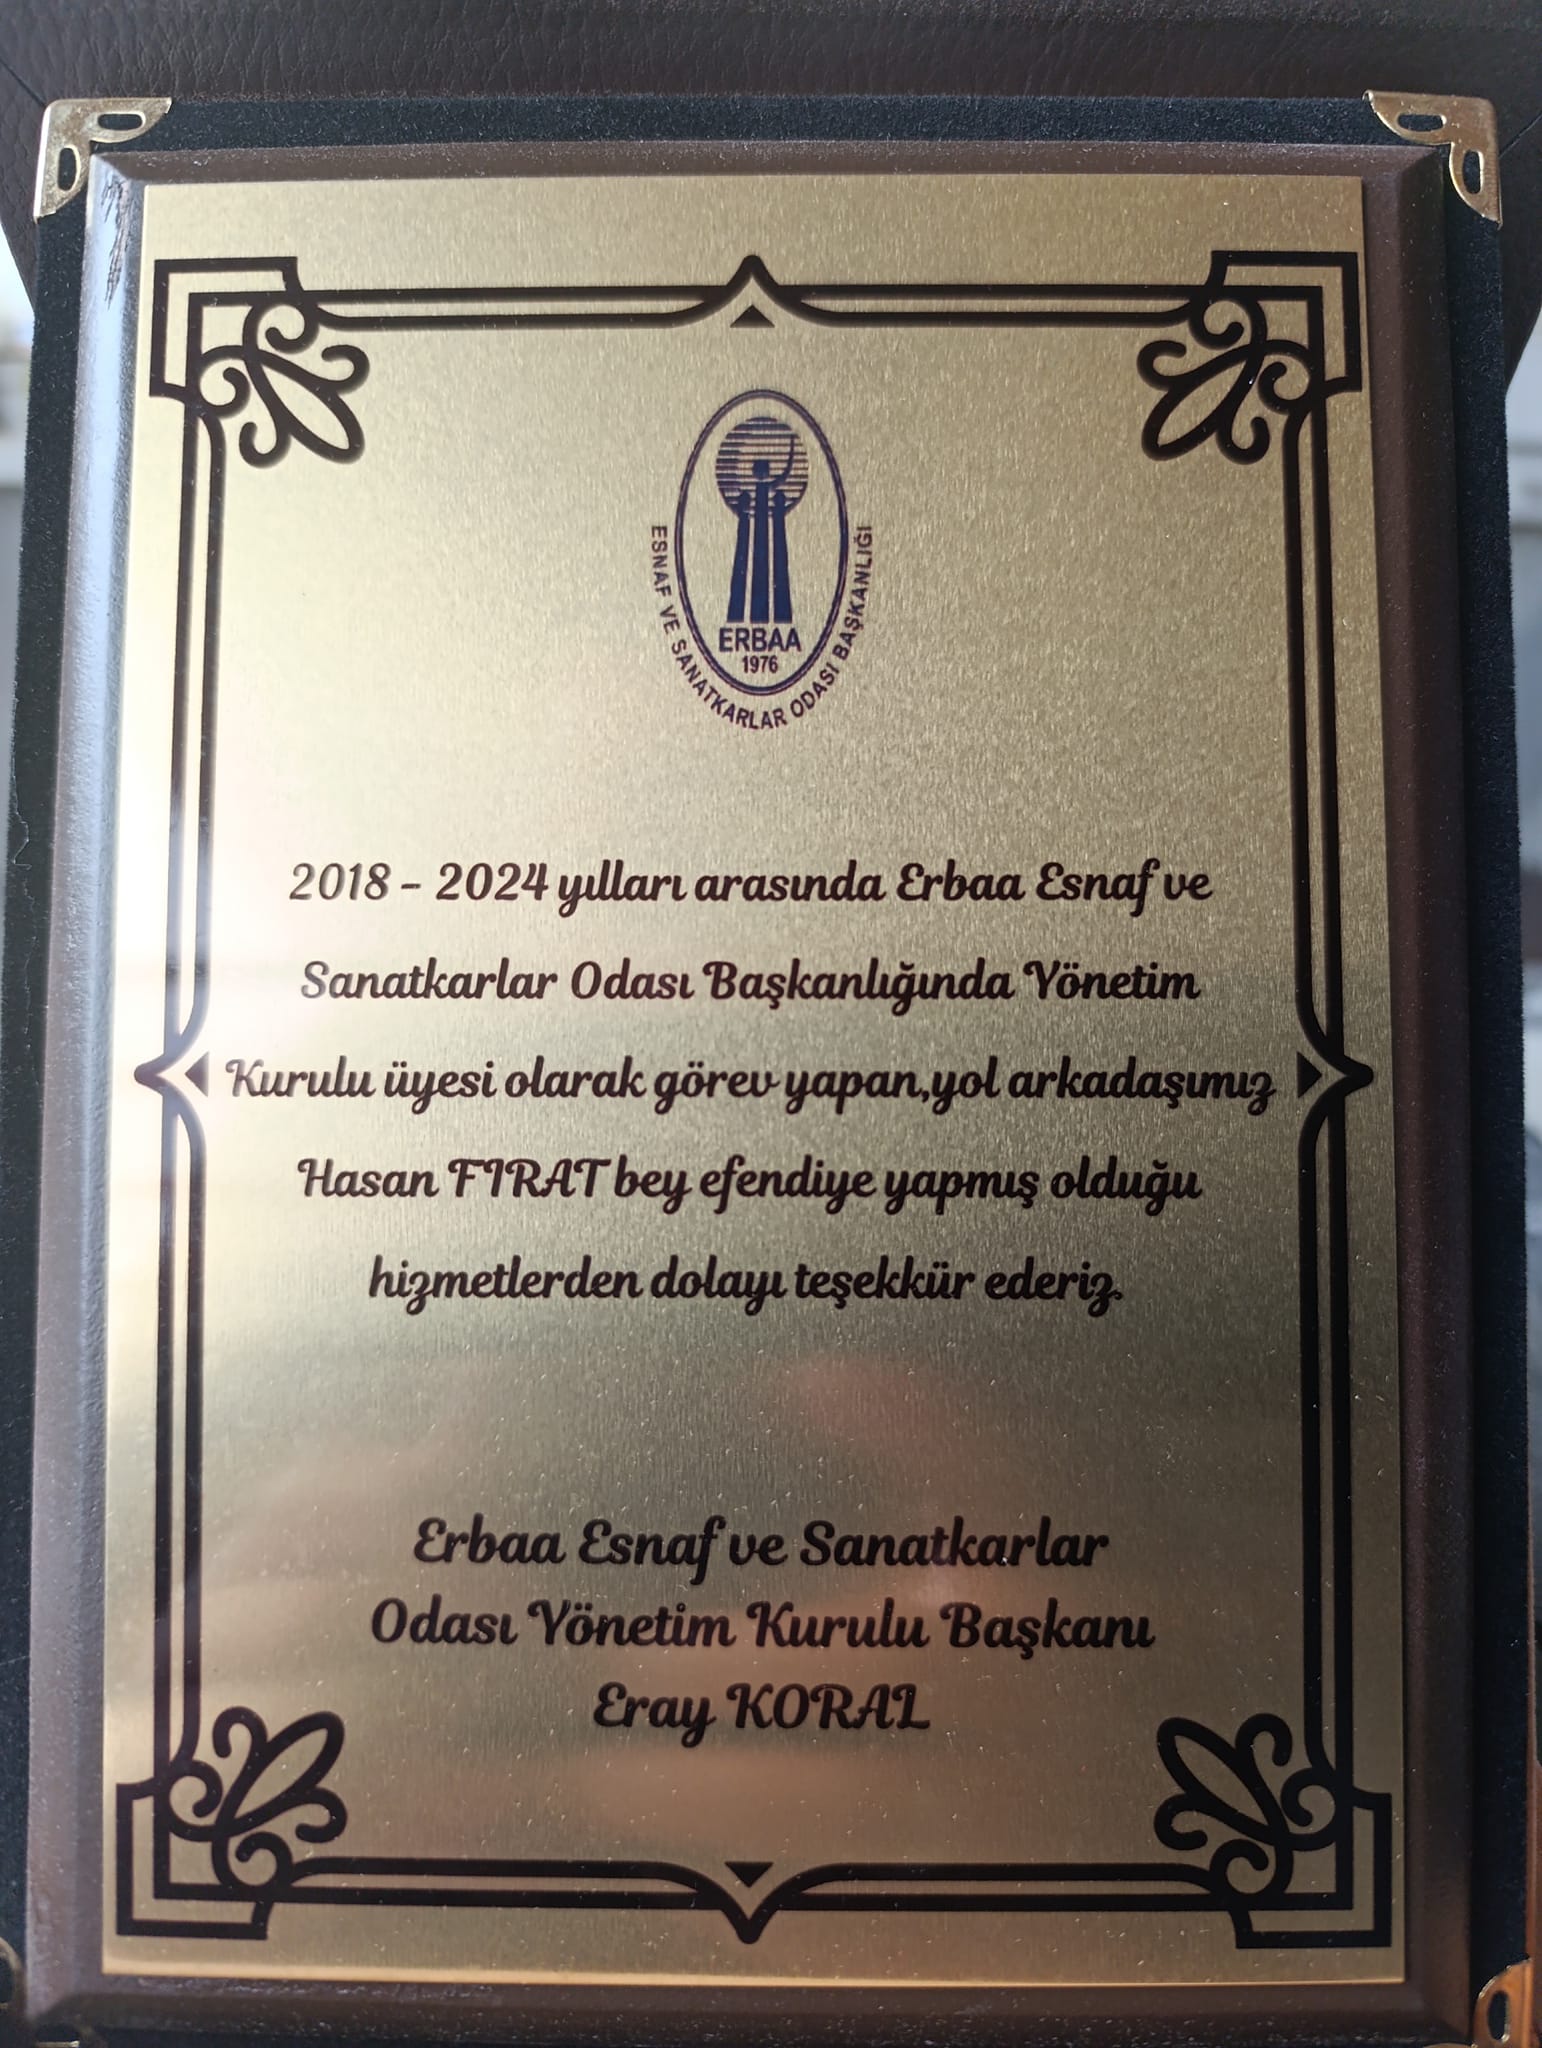 ESNAF VE SANATKARLAR ODASI BAŞKANLIĞI
ERBAA
1976
2018 - 2024 yılları arasında Erbaa Esnaf ve
Sanatkarlar Odası Başkanlığında Yönetim
Kurulu üyesi olarak görev yapan,yol arkadaşımız
Hasan FIRAT bey efendiye yapmış olduğu
hizmetlerden dolayı teşekkür ederiz.
Erbaa Esnaf ve Sanatkarlar
Odası Yönetim Kurulu Başkanı
Eray KORAL